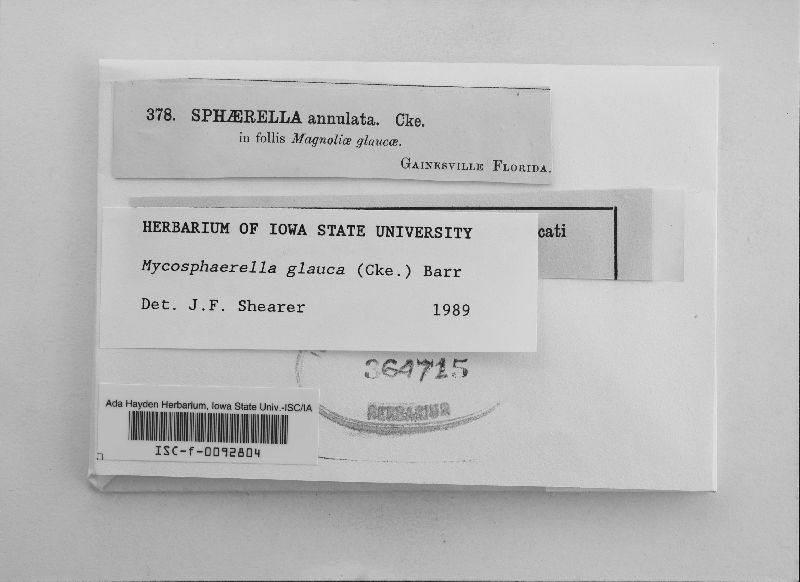 378. SPHÆRELLA annulata. Cke.
in follis Magnoliæ glaucæ.
GAINESVILLE FLORIDA.
cati
HERBARIUM OF IOWA STATE UNIVERSITY
Mycosphaerella glauca (Cke.) Barr
Det. J.F. Shearer 1989
364715
HERBARIUM
Ada Hayden Herbarium, Iowa State Univ.-ISC/IA
ISC-f-0092804